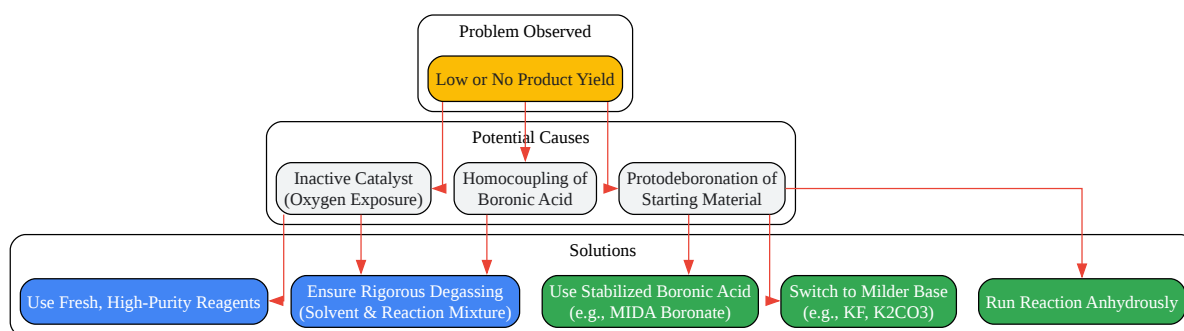 Problem Observed
Low or No Product Yield
Potential Causes
Inactive Catalyst
(Oxygen Exposure)
Homocoupling of
Boronic Acid
Protodeboronation of
Starting Material
Solutions
Use Fresh, High-Purity Reagents
Ensure Rigorous Degassing
(Solvent & Reaction Mixture)
Use Stabilized Boronic Acid
(e.g., MIDA Boronate)
Switch to Milder Base
(e.g., KF, K2CO3)
Run Reaction Anhydrously